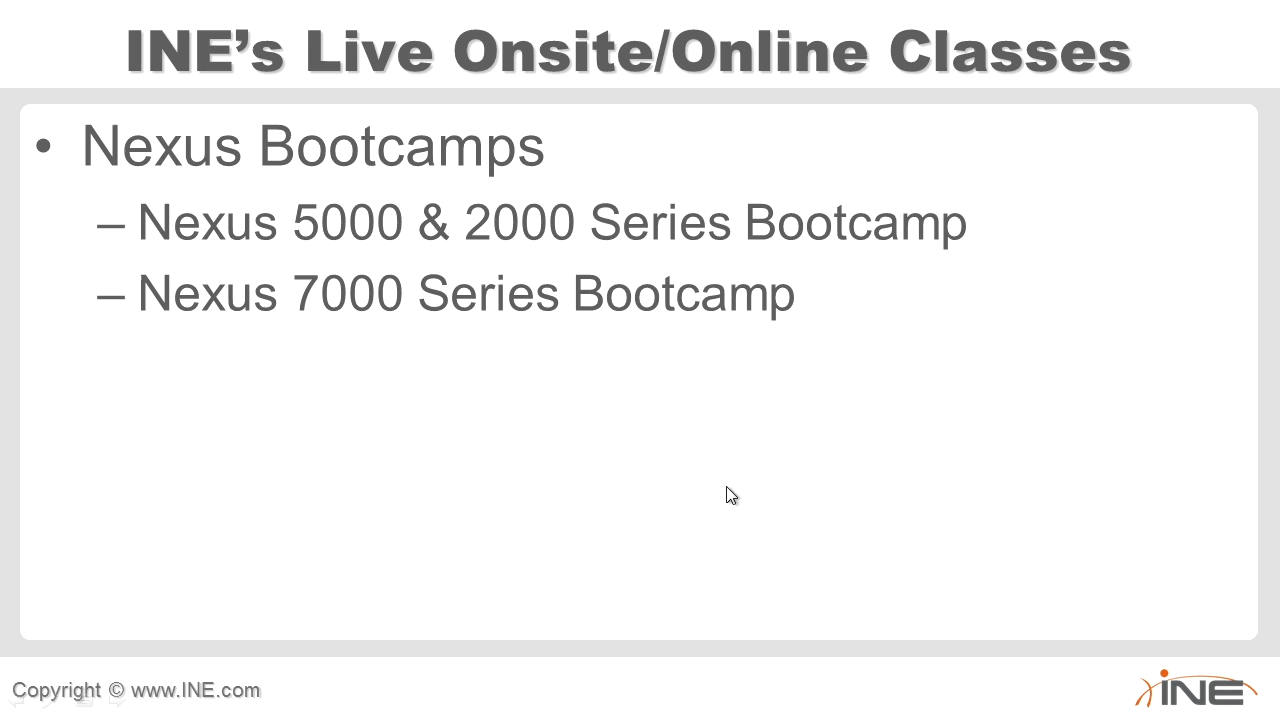 INE’s Live Onsite/Online Classes
• Nexus Bootcamps
– Nexus 5000 & 2000 Series Bootcamp
– Nexus 7000 Series Bootcamp
Copyright © www.INE.com
INE